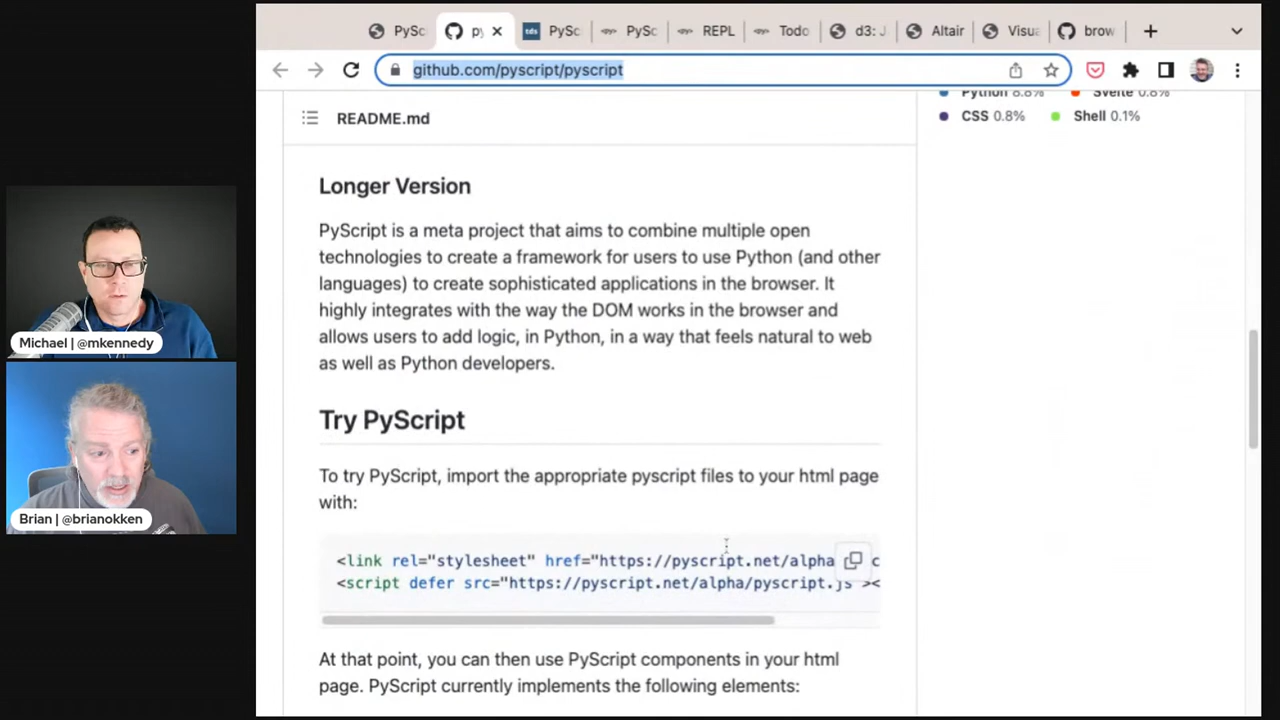 PySc
py
tds
PySc
PySc
REPL
Todo
d3: J
Altair
Visua
brow
github.com/pyscript/pyscript
Python 8.8%
Svelte 0.8%
CSS 0.8%
Shell 0.1%
README.md
Longer Version
PyScript is a meta project that aims to combine multiple open
technologies to create a framework for users to use Python (and other
languages) to create sophisticated applications in the browser. It
highly integrates with the way the DOM works in the browser and
allows users to add logic, in Python, in a way that feels natural to web
as well as Python developers.
Try PyScript
To try PyScript, import the appropriate pyscript files to your html page
with:
<link rel="stylesheet" href="https://pyscript.net/alpha c
<script defer src="https://pyscript.net/alpha/pyscript.js"><
At that point, you can then use PyScript components in your html
page. PyScript currently implements the following elements:
Michael | @mkennedy
Brian | @brianokken